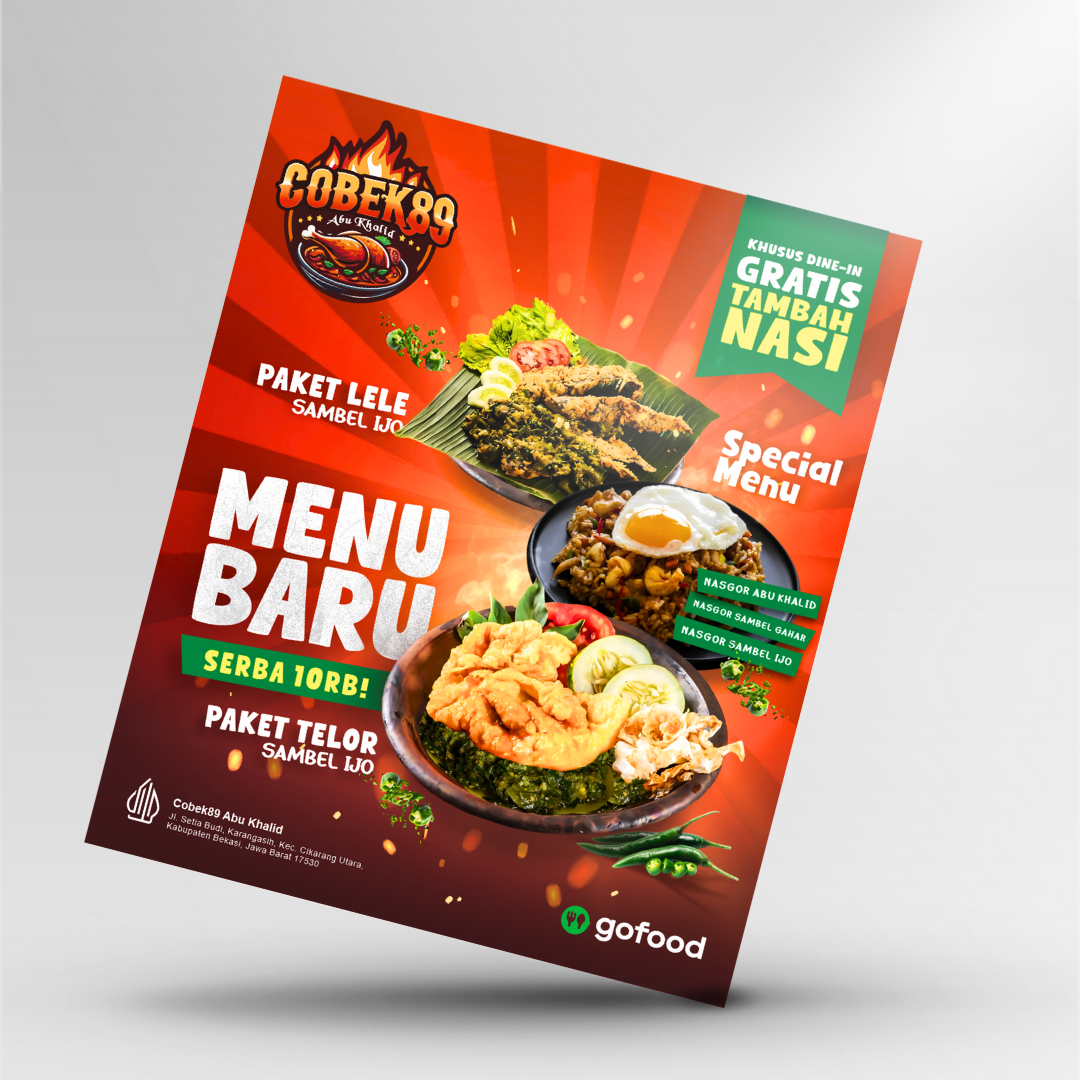 COBEK89
Abu Khalid
KHUSUS DINE-IN
GRATIS
TAMBAH
NASI
PAKET LELE
SAMBEL IJO
Special
Menu
MENU
BARU
SERBA 10RB!
NASGOR ABU KHALID
NASGOR SAMBEL GAHAR
NASGOR SAMBEL IJO
PAKET TELOR
SAMBEL IJO
Cobek89 Abu Khalid
Jl. Setia Budi, Karangasih, Kec. Cikarang Utara,
Kabupaten Bekasi, Jawa Barat 17530
gofood